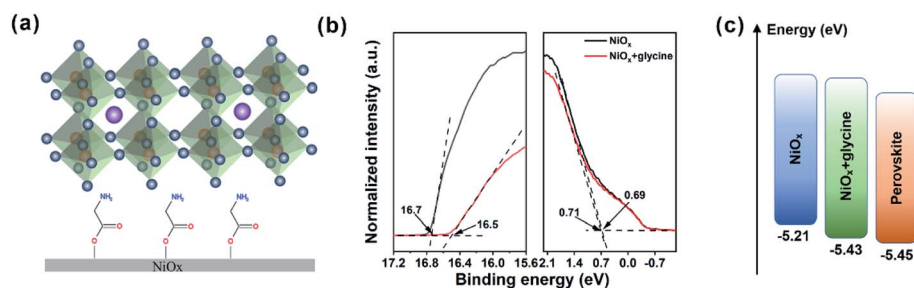 (a)
NH₂
NH₂
NH₂
O
O
O
O
O
O
NiOx
(b)
Normalized intensity (a.u.)
NiOₓ
NiOₓ+glycine
16.7
16.5
0.71
0.69
17.2 16.8 16.4 16.0 15.6 2.1 1.4 0.7 0.0 -0.7
Binding energy (eV)
(c)
Energy (eV)
NiOₓ
NiOₓ+glycine
Perovskite
-5.21
-5.43
-5.45